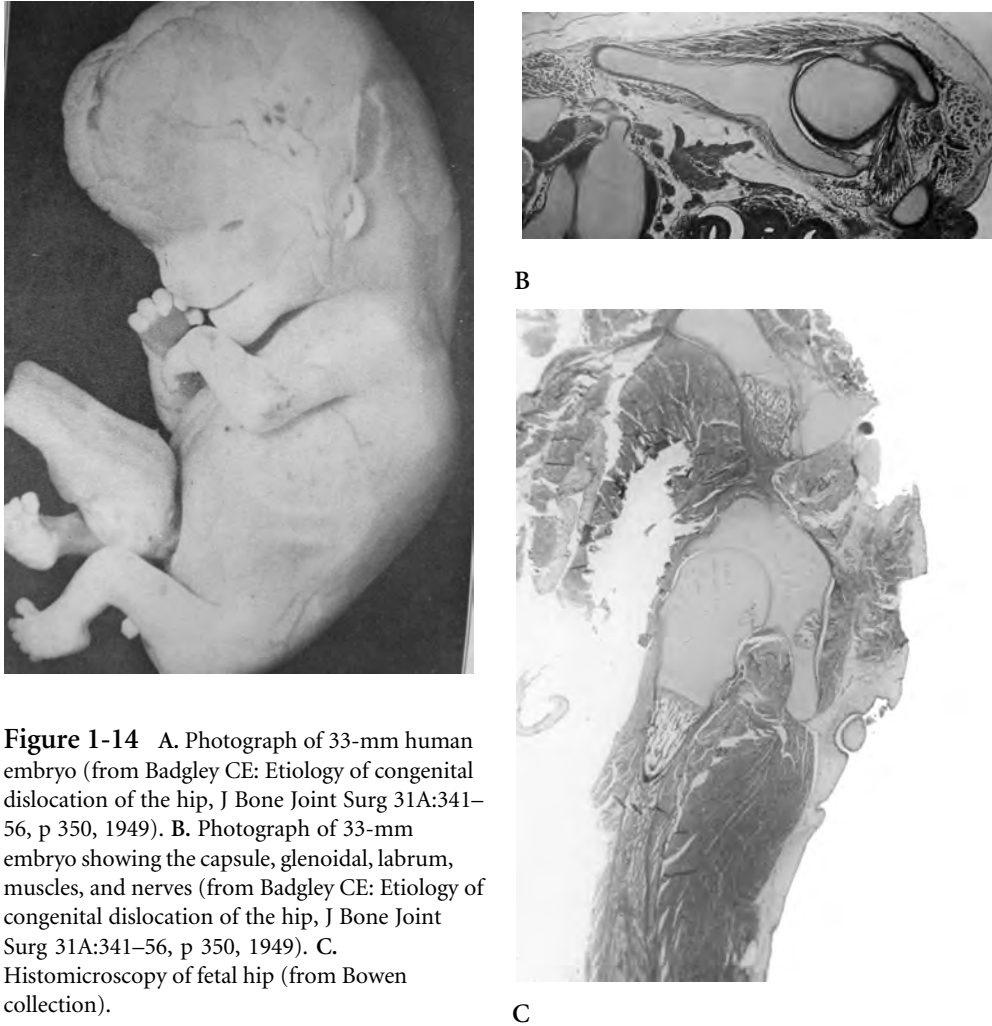 Figure 1-14 A. Photograph of 33-mm human
embryo (from Badgley CE: Etiology of congenital
dislocation of the hip, J Bone Joint Surg 31A:341–
56, p 350, 1949). B. Photograph of 33-mm
embryo showing the capsule, glenoidal, labrum,
muscles, and nerves (from Badgley CE: Etiology of
congenital dislocation of the hip, J Bone Joint
Surg 31A:341–56, p 350, 1949). C.
Histomicroscopy of fetal hip (from Bowen
collection).
B
C